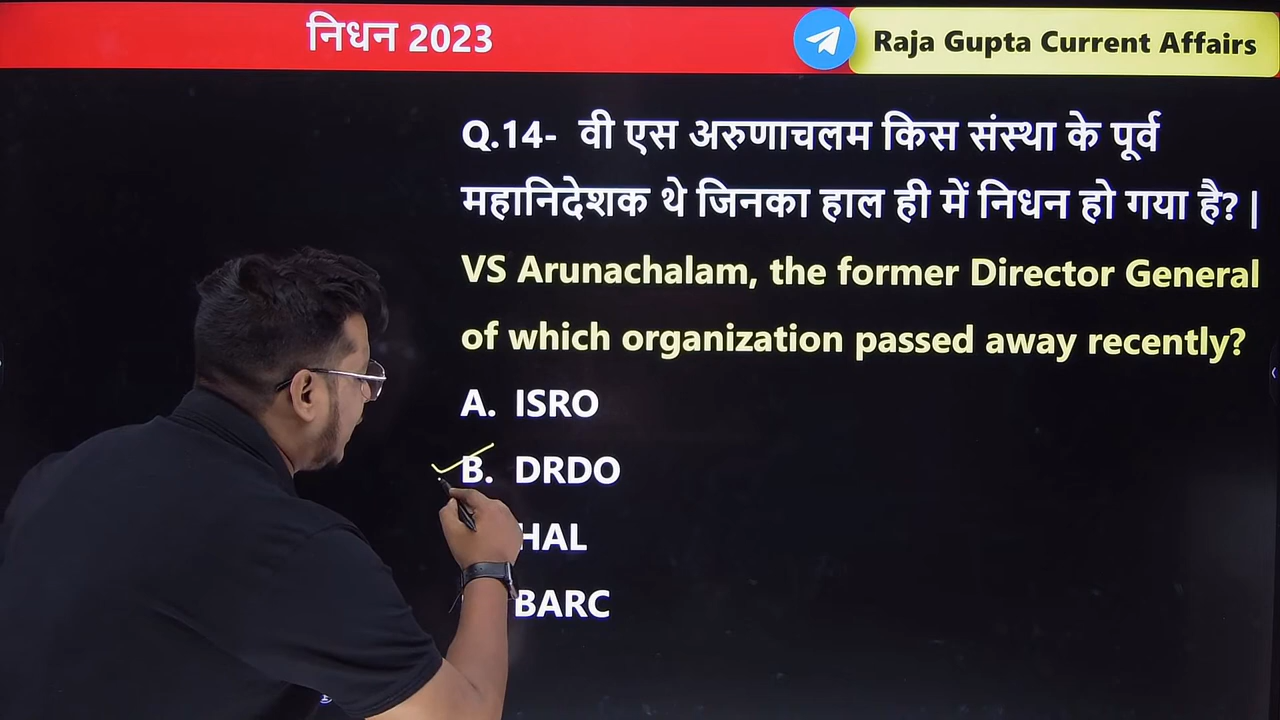 निधन 2023
Raja Gupta Current Affairs
Q.14- वी एस अरुणाचलम किस संस्था के पूर्व
महानिदेशक थे जिनका हाल ही में निधन हो गया है? |
VS Arunachalam, the former Director General
of which organization passed away recently?
A. ISRO
B. DRDO
HAL
BARC